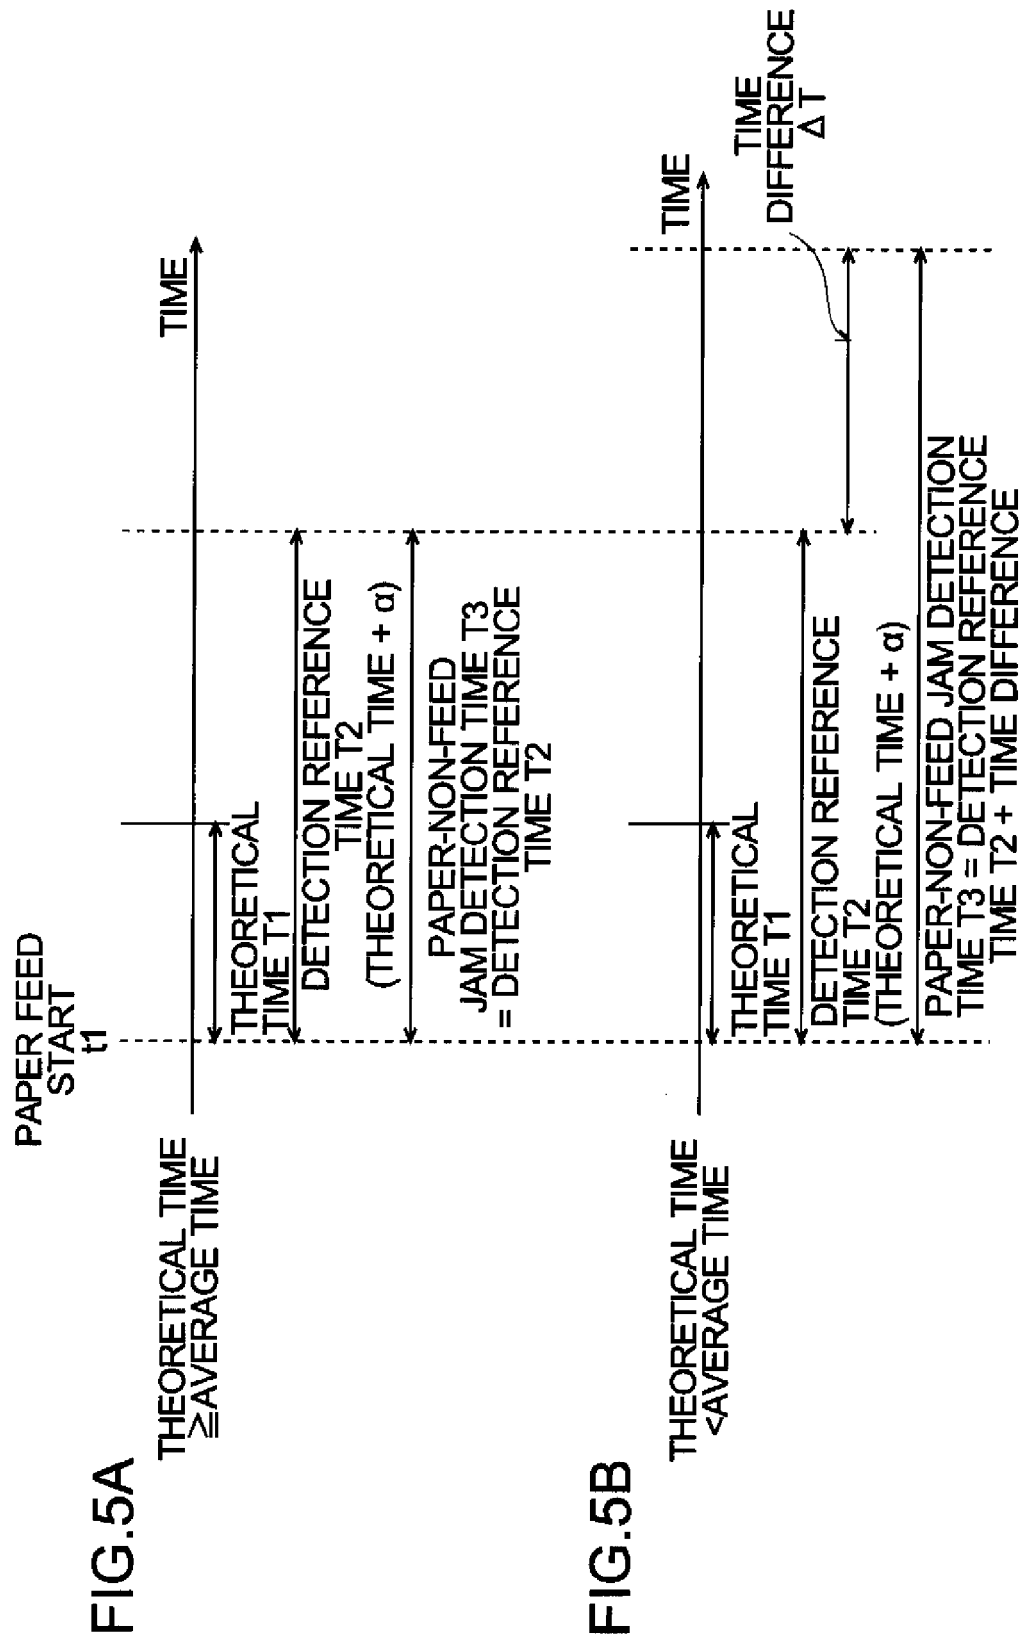 FIG.5A
THEORETICAL TIME
≧AVERAGE TIME
PAPER FEED
START
t1
TIME
THEORETICAL
TIME T1
DETECTION REFERENCE
TIME T2
(THEORETICAL TIME + α)
PAPER-NON-FEED
JAM DETECTION TIME T3
= DETECTION REFERENCE
TIME T2
FIG.5B
THEORETICAL TIME
<AVERAGE TIME
TIME
THEORETICAL
TIME T1
TIME
DIFFERENCE
Δ T
DETECTION REFERENCE
TIME T2
(THEORETICAL TIME + α)
PAPER-NON-FEED JAM DETECTION
TIME T3 = DETECTION REFERENCE
TIME T2 + TIME DIFFERENCE